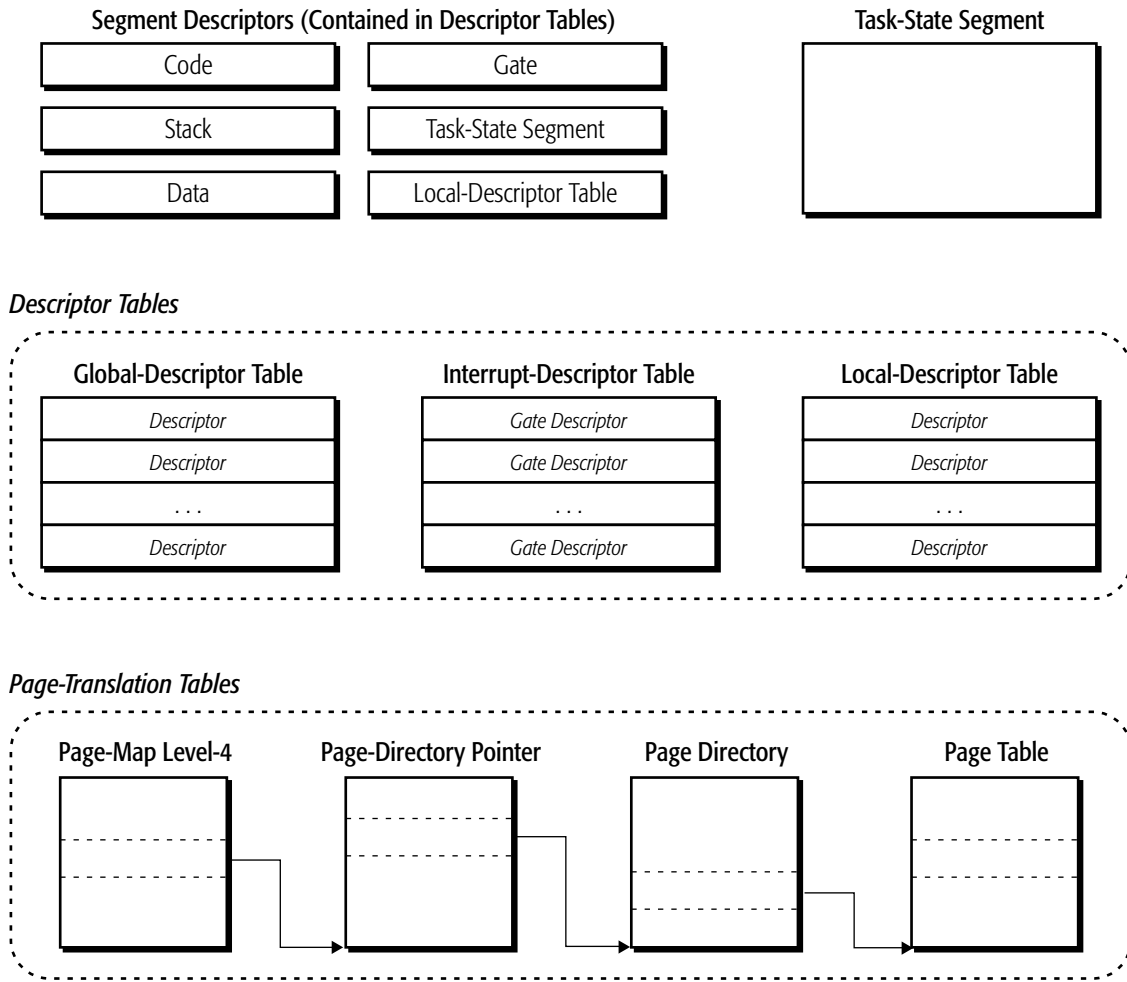 Segment Descriptors (Contained in Descriptor Tables)
Task-State Segment
Code
Gate
Stack
Task-State Segment
Data
Local-Descriptor Table
Descriptor Tables
Global-Descriptor Table
Interrupt-Descriptor Table
Local-Descriptor Table
Descriptor
Gate Descriptor
Descriptor
Descriptor
Gate Descriptor
Descriptor
. . .
. . .
. . .
Descriptor
Gate Descriptor
Descriptor
Page-Translation Tables
Page-Map Level-4
Page-Directory Pointer
Page Directory
Page Table